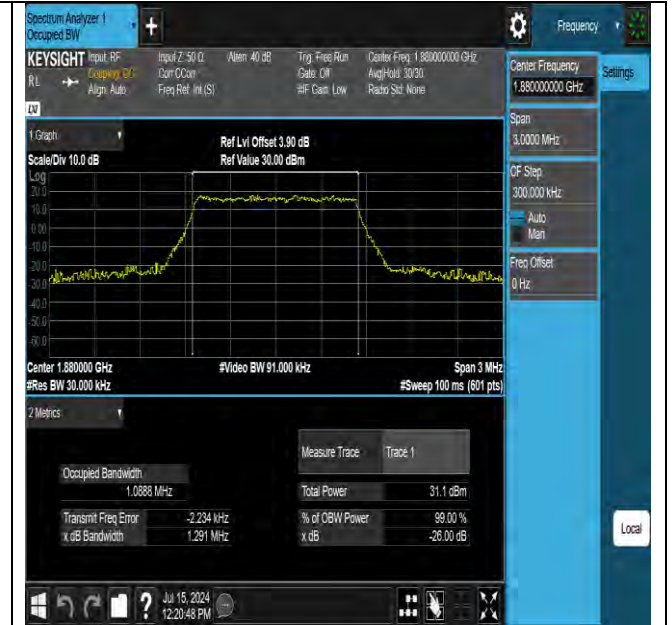 Spectrum Analyzer 1
Occupied BW
+
Frequency
KEYSIGHT
Input: RF
Coupling: DC
Align: Auto
Input Z: 50 Ω
Corr CCorr
Freq Ref: Int (S)
Atten: 40 dB
Trig: Free Run
Gate: Off
#IF Gain: Low
Center Freq: 1.880000000 GHz
Avg|Hold: 30/30
Radio Std: None
RL
LXI
Center Frequency
1.880000000 GHz
Settings
Span
3.0000 MHz
CF Step
300.000 kHz
Auto
Man
Freq Offset
0 Hz
1 Graph
Scale/Div 10.0 dB
Ref Lvl Offset 3.90 dB
Ref Value 30.00 dBm
Log
20.0
10.0
0.00
-10.0
-20.0
-30.0
-40.0
-50.0
-60.0
Center 1.880000 GHz
#Res BW 30.000 kHz
#Video BW 91.000 kHz
Span 3 MHz
#Sweep 100 ms (601 pts)
2 Metrics
Measure Trace
Trace 1
Occupied Bandwidth
1.0888 MHz
Total Power
31.1 dBm
Transmit Freq Error
-2.234 kHz
% of OBW Power
99.00 %
x dB Bandwidth
1.291 MHz
x dB
-26.00 dB
Local
?
Jul 15, 2024
12:20:48 PM